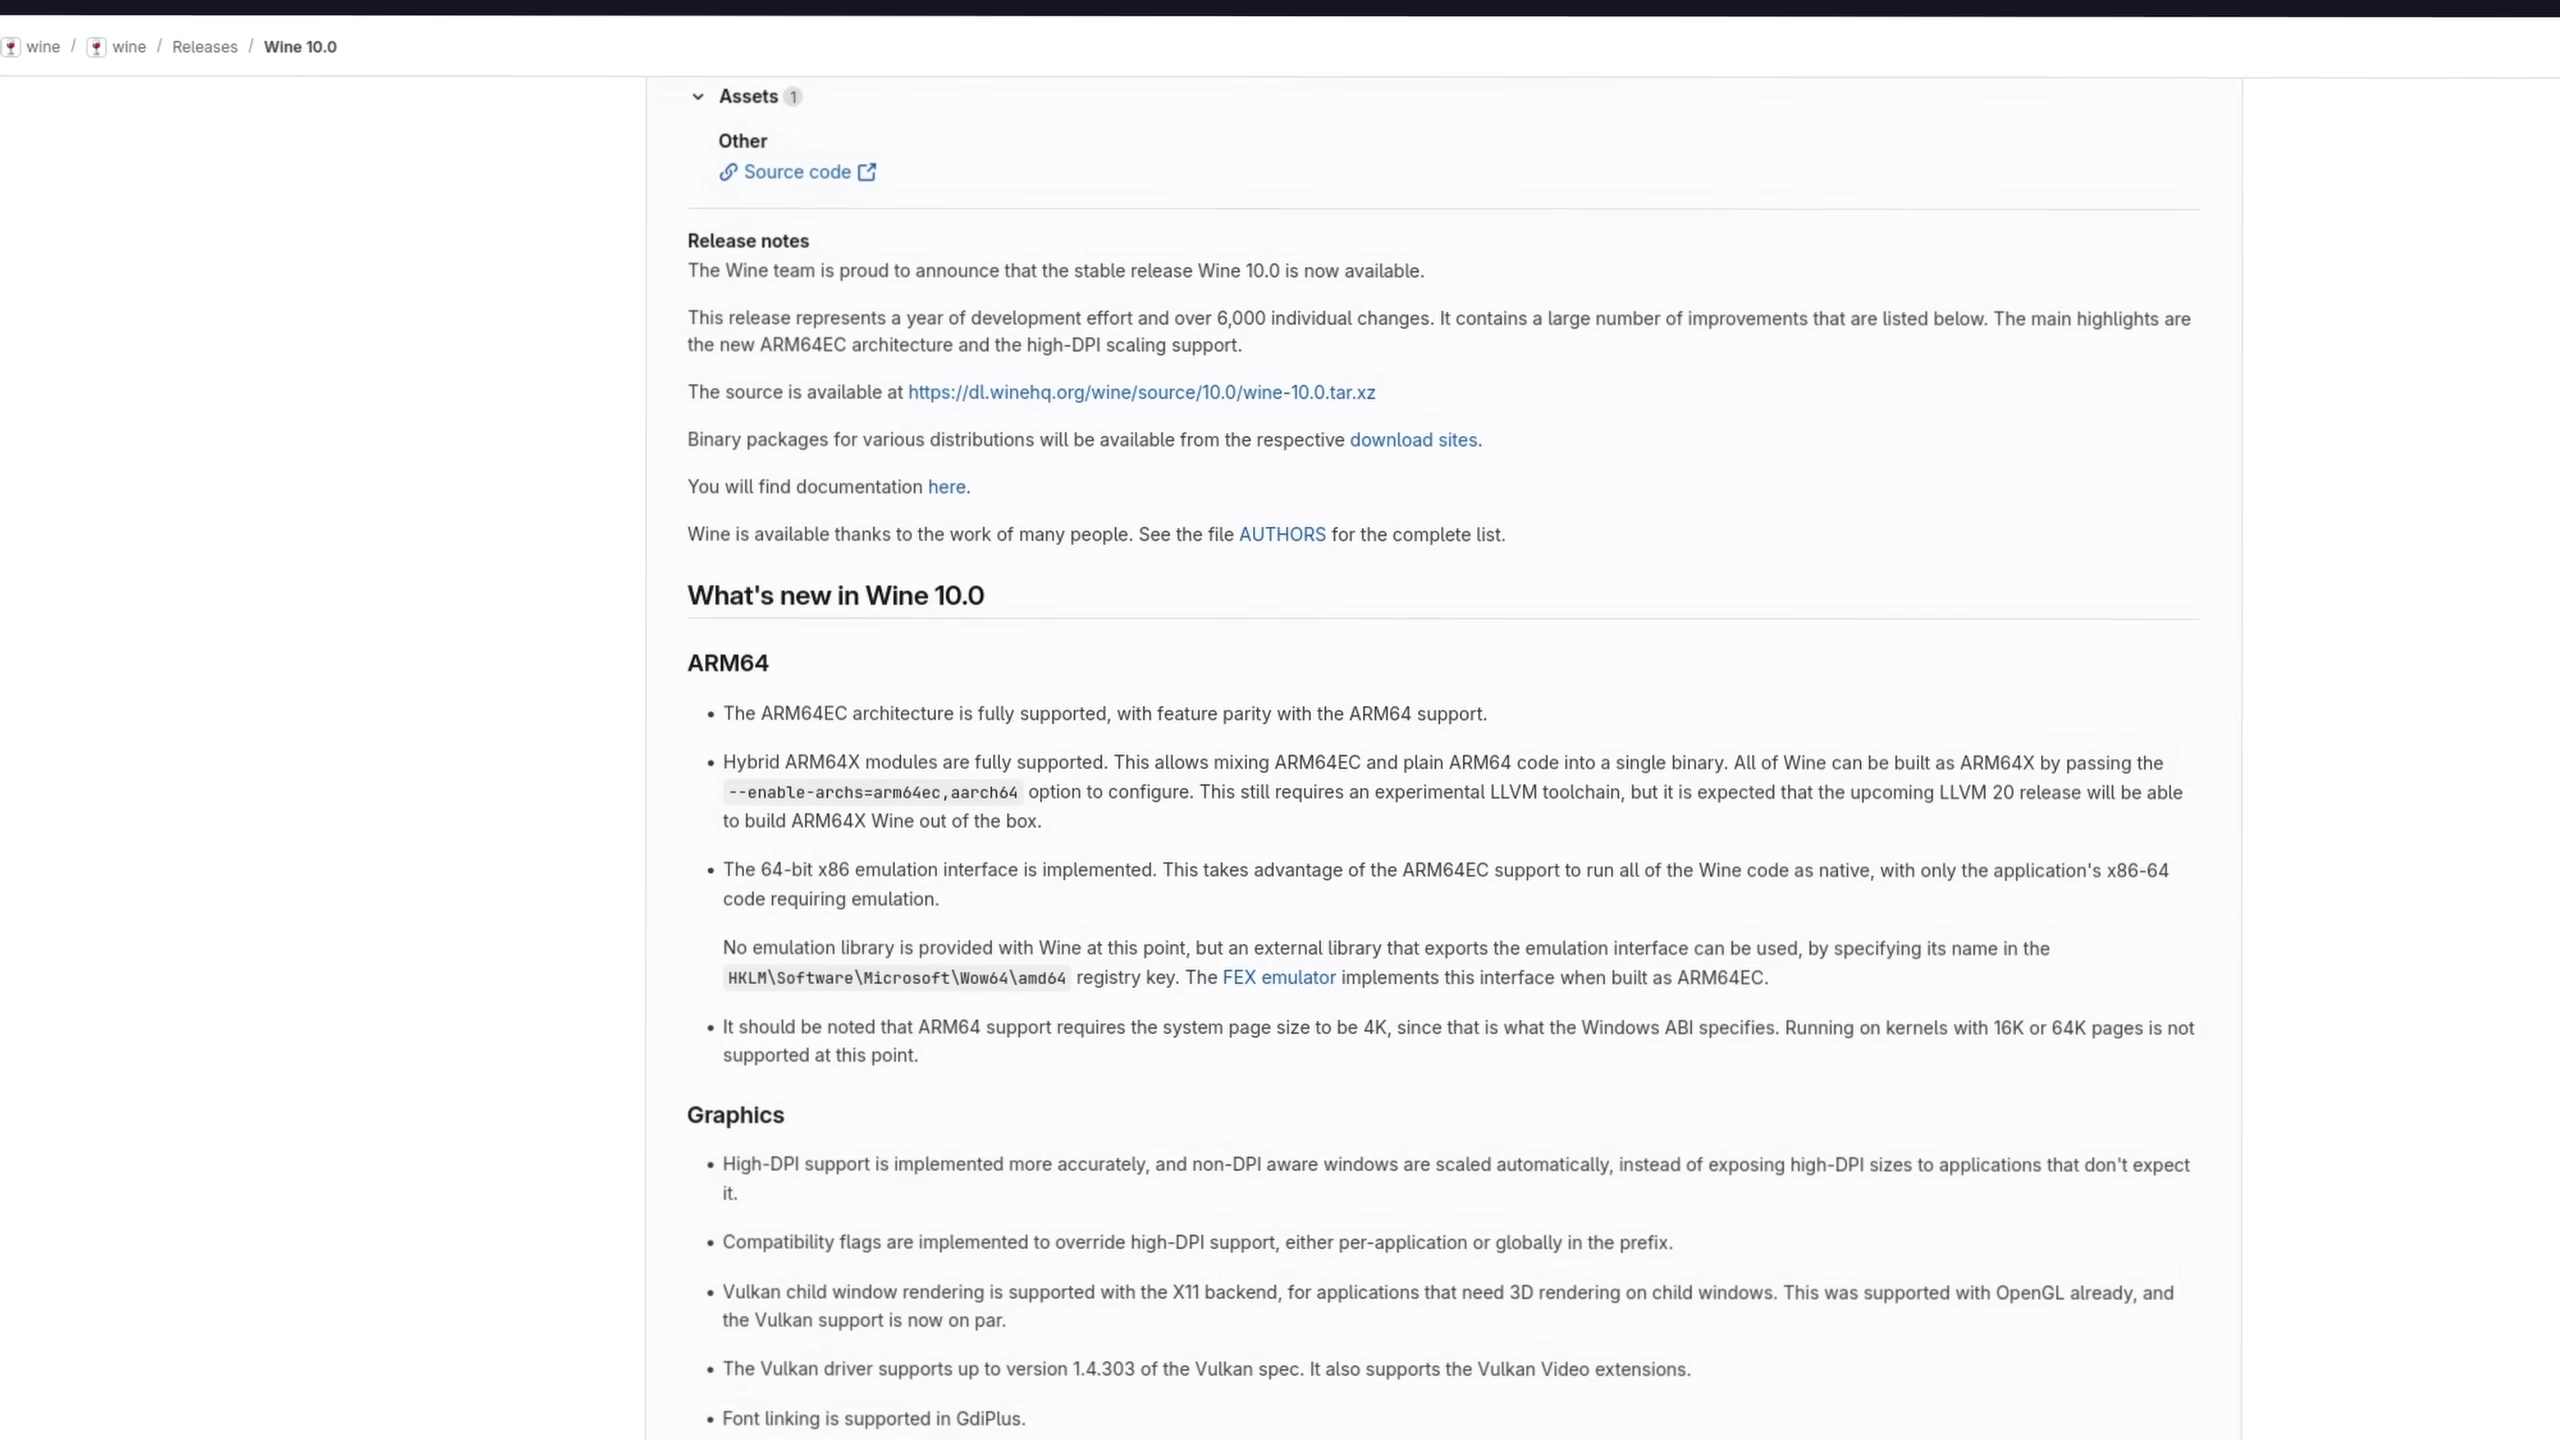 wine / wine / Releases / Wine 10.0
Assets 1
Other
Source code
Release notes
The Wine team is proud to announce that the stable release Wine 10.0 is now available.
This release represents a year of development effort and over 6,000 individual changes. It contains a large number of improvements that are listed below. The main highlights are
the new ARM64EC architecture and the high-DPI scaling support.
The source is available at https://dl.winehq.org/wine/source/10.0/wine-10.0.tar.xz
Binary packages for various distributions will be available from the respective download sites.
You will find documentation here.
Wine is available thanks to the work of many people. See the file AUTHORS for the complete list.
What's new in Wine 10.0
ARM64
• The ARM64EC architecture is fully supported, with feature parity with the ARM64 support.
• Hybrid ARM64X modules are fully supported. This allows mixing ARM64EC and plain ARM64 code into a single binary. All of Wine can be built as ARM64X by passing the
--enable-archs=arm64ec,aarch64 option to configure. This still requires an experimental LLVM toolchain, but it is expected that the upcoming LLVM 20 release will be able
to build ARM64X Wine out of the box.
• The 64-bit x86 emulation interface is implemented. This takes advantage of the ARM64EC support to run all of the Wine code as native, with only the application's x86-64
code requiring emulation.
No emulation library is provided with Wine at this point, but an external library that exports the emulation interface can be used, by specifying its name in the
HKLM\Software\Microsoft\Wow64\amd64 registry key. The FEX emulator implements this interface when built as ARM64EC.
• It should be noted that ARM64 support requires the system page size to be 4K, since that is what the Windows ABI specifies. Running on kernels with 16K or 64K pages is not
supported at this point.
Graphics
• High-DPI support is implemented more accurately, and non-DPI aware windows are scaled automatically, instead of exposing high-DPI sizes to applications that don't expect
it.
• Compatibility flags are implemented to override high-DPI support, either per-application or globally in the prefix.
• Vulkan child window rendering is supported with the X11 backend, for applications that need 3D rendering on child windows. This was supported with OpenGL already, and
the Vulkan support is now on par.
• The Vulkan driver supports up to version 1.4.303 of the Vulkan spec. It also supports the Vulkan Video extensions.
• Font linking is supported in GdiPlus.